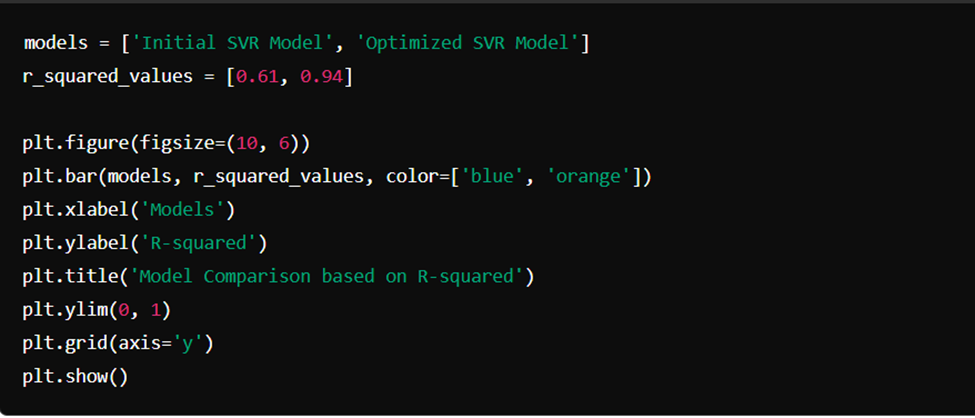 models = ['Initial SVR Model', 'Optimized SVR Model']
r_squared_values = [0.61, 0.94]
plt.figure(figsize=(10, 6))
plt.bar(models, r_squared_values, color=['blue', 'orange'])
plt.xlabel('Models')
plt.ylabel('R-squared')
plt.title('Model Comparison based on R-squared')
plt.ylim(0, 1)
plt.grid(axis='y')
plt.show()